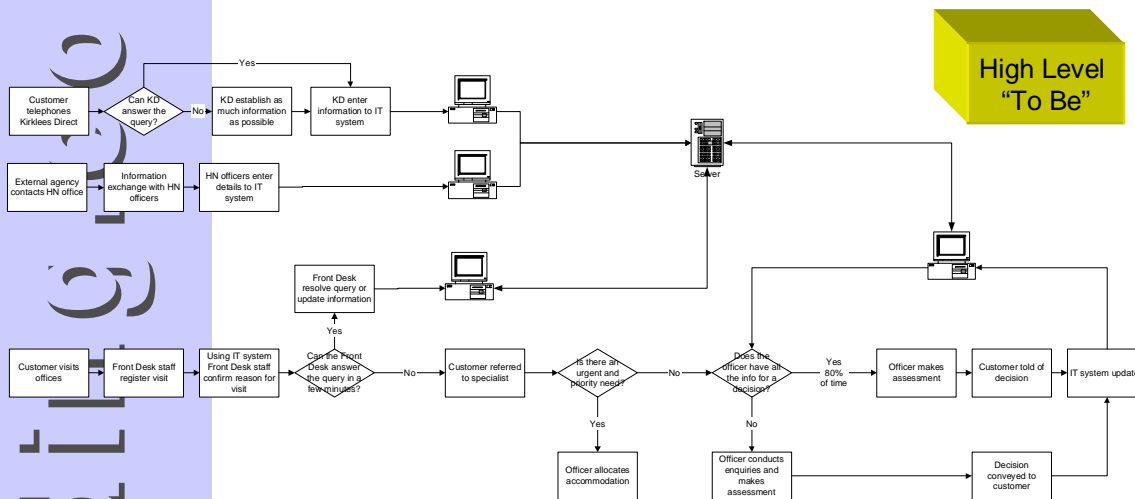 High Level
“To Be”
Yes
Customer
telephones
Kirklees Direct
Can KD
answer the
query?
No
KD establish as
much information
as possible
KD enter
information to IT
system
Server
External agency
contacts HN office
Information
exchange with HN
officers
HN officers enter
details to IT
system
Front Desk
resolve query or
update information
Yes
Customer visits
offices
Front Desk staff
register visit
Using IT system
Front Desk staff
confirm reason for
visit
Can the Front
Desk answer
the query in a
few minutes?
No
Customer referred
to specialist
Is there an
urgent and
priority need?
No
Does the
officer have all
the info for a
decision?
Yes
80%
of time
Officer makes
assessment
Customer told of
decision
IT system update
Yes
No
Officer allocates
accommodation
Officer conducts
enquiries and
makes
assessment
Decision
conveyed to
customer